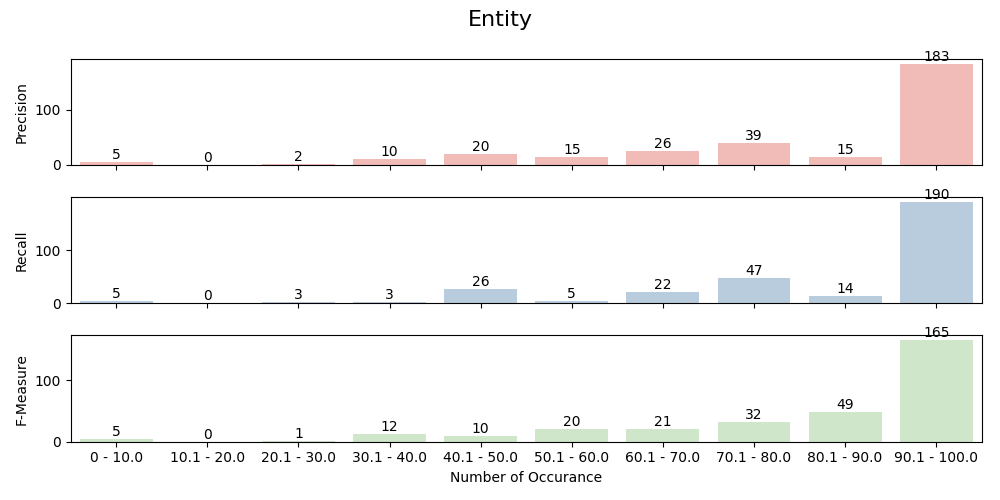 Entity
Precision
100
0
5 0 2 10 20 15 26 39 15 183
Recall
100
0
5 0 3 3 26 5 22 47 14 190
F-Measure
100
0
5 0 1 12 10 20 21 32 49 165
0 - 10.0 10.1 - 20.0 20.1 - 30.0 30.1 - 40.0 40.1 - 50.0 50.1 - 60.0 60.1 - 70.0 70.1 - 80.0 80.1 - 90.0 90.1 - 100.0
Number of Occurance